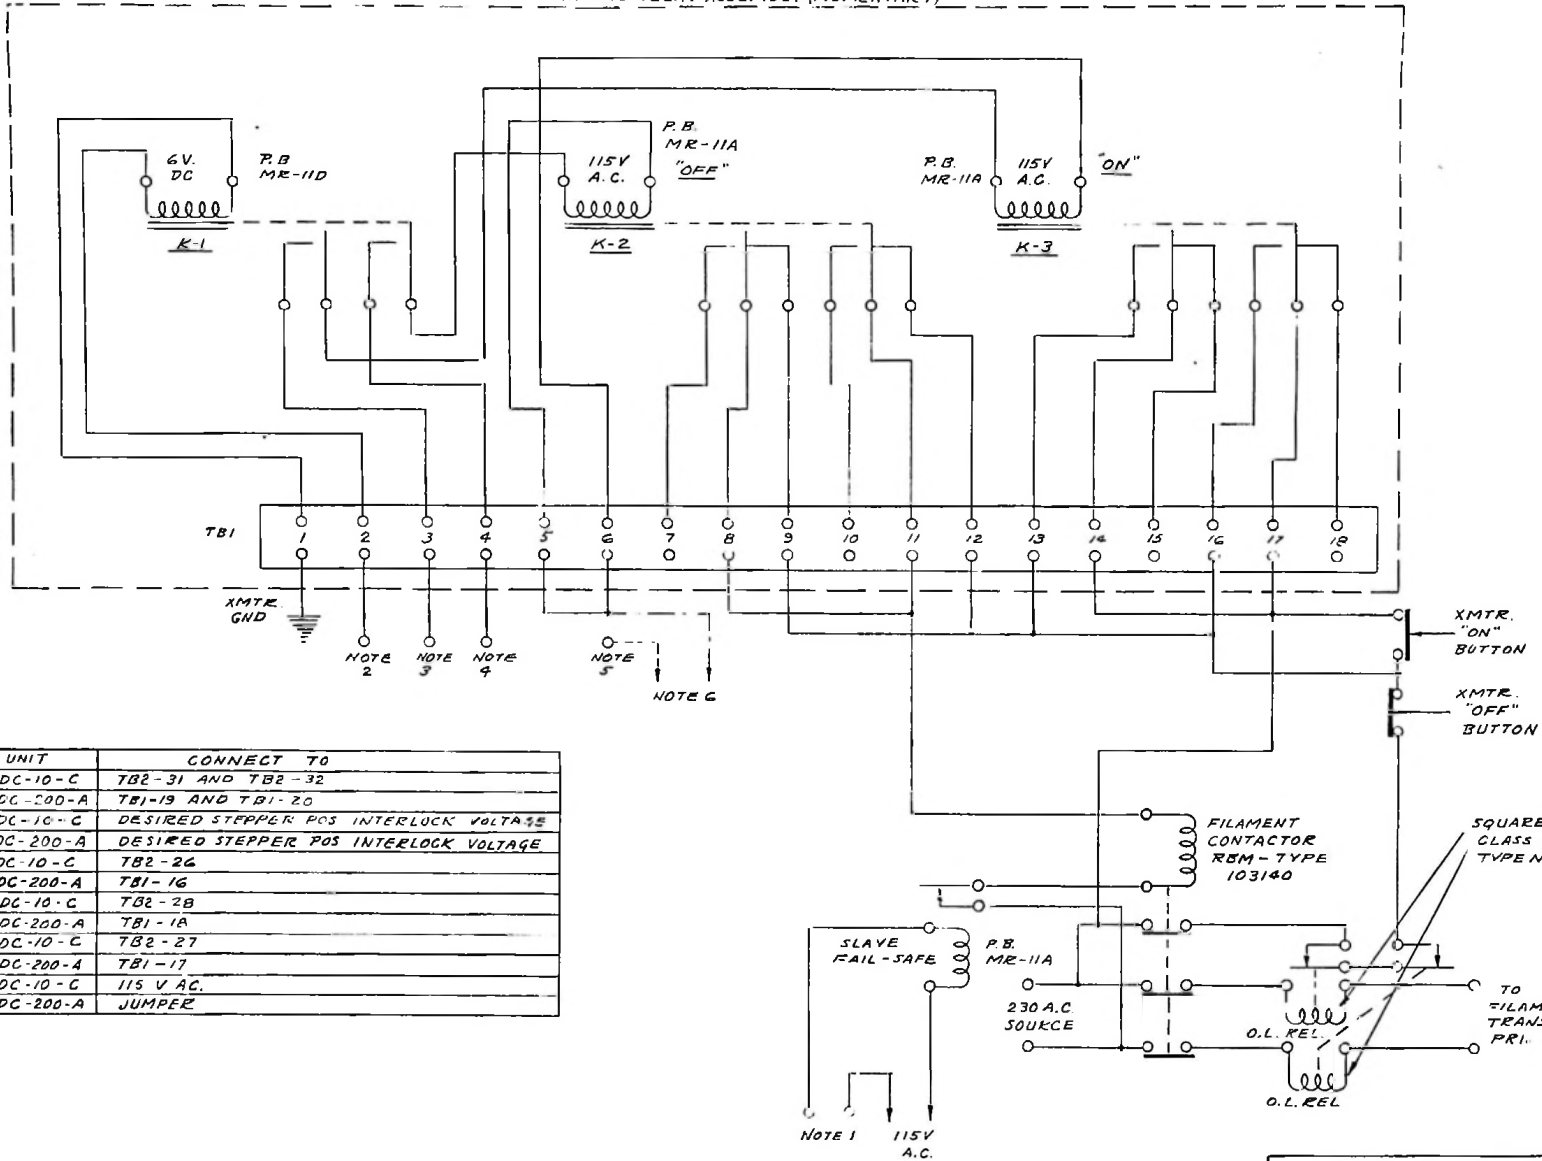 6V.
DC
P.B
MR-11D
K-1
115V
A.C.
P.B.
MR-11A
"OFF"
K-2
P.B.
MR-11A
115V
A.C.
"ON"
K-3
TB1
1 2 3 4 5 6 7 8 9 10 11 12 13 14 15 16 17 18
XMTR.
GND
NOTE
2
NOTE
3
NOTE
4
NOTE
5
NOTE 6
XMTR.
"ON"
BUTTON
XMTR.
"OFF"
BUTTON
UNIT CONNECT TO
DC-10-C TB2-31 AND TB2-32
DC-200-A TB1-19 AND TB1-20
DC-10-C DESIRED STEPPER POS INTERLOCK VOLTAGE
DC-200-A DESIRED STEPPER POS INTERLOCK VOLTAGE
DC-10-C TB2-26
DC-200-A TB1-16
DC-10-C TB2-28
DC-200-A TB1-18
DC-10-C TB2-27
DC-200-A TB1-17
DC-10-C 115 V AC.
DC-200-A JUMPER
FILAMENT
CONTACTOR
RBM-TYPE
103140
SQUARE
CLASS
TYPE
SLAVE
FAIL-SAFE
P.B.
MR-11A
230 A.C.
SOURCE
O.L. REL.
O.L. REL
TO
FILAM
TRANS
PRI.
NOTE 1
115V
A.C.